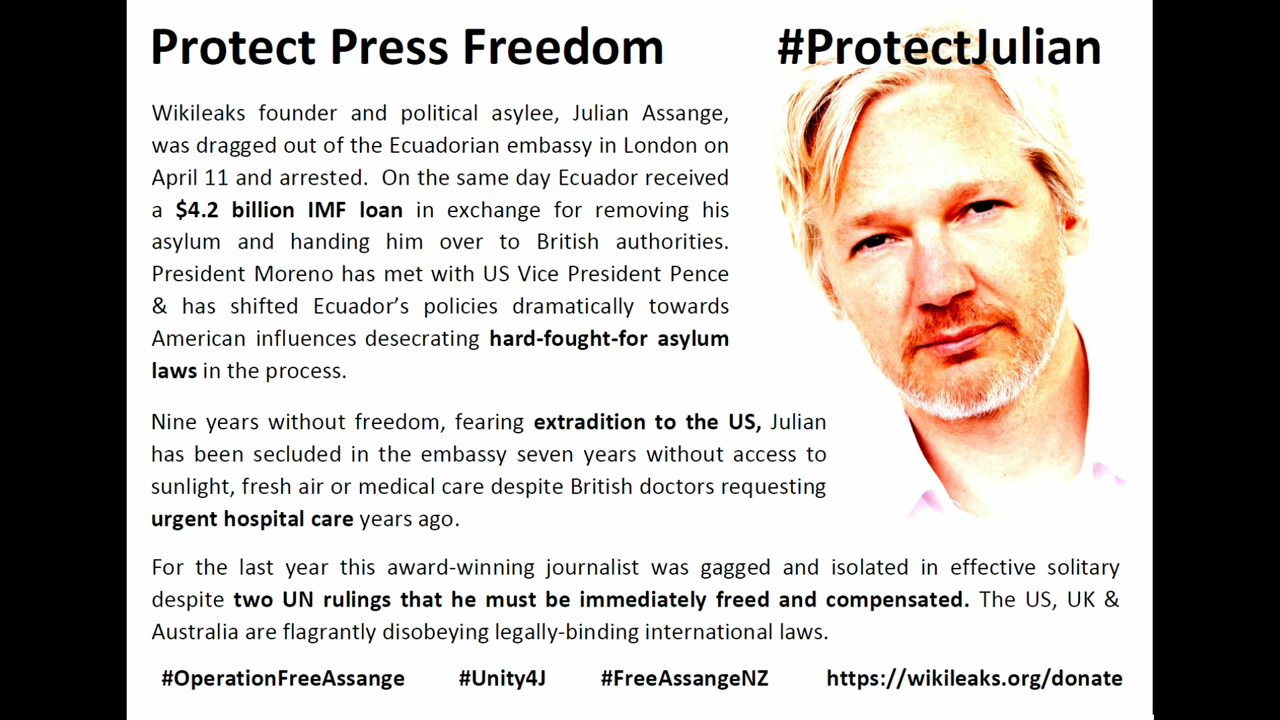 Protect Press Freedom #ProtectJulian
Wikileaks founder and political asylee, Julian Assange,
was dragged out of the Ecuadorian embassy in London on
April 11 and arrested. On the same day Ecuador received
a $4.2 billion IMF loan in exchange for removing his
asylum and handing him over to British authorities.
President Moreno has met with US Vice President Pence
& has shifted Ecuador’s policies dramatically towards
American influences desecrating hard-fought-for asylum
laws in the process.
Nine years without freedom, fearing extradition to the US, Julian
has been secluded in the embassy seven years without access to
sunlight, fresh air or medical care despite British doctors requesting
urgent hospital care years ago.
For the last year this award-winning journalist was gagged and isolated in effective solitary
despite two UN rulings that he must be immediately freed and compensated. The US, UK &
Australia are flagrantly disobeying legally-binding international laws.
#OperationFreeAssange #Unity4J #FreeAssangeNZ https://wikileaks.org/donate